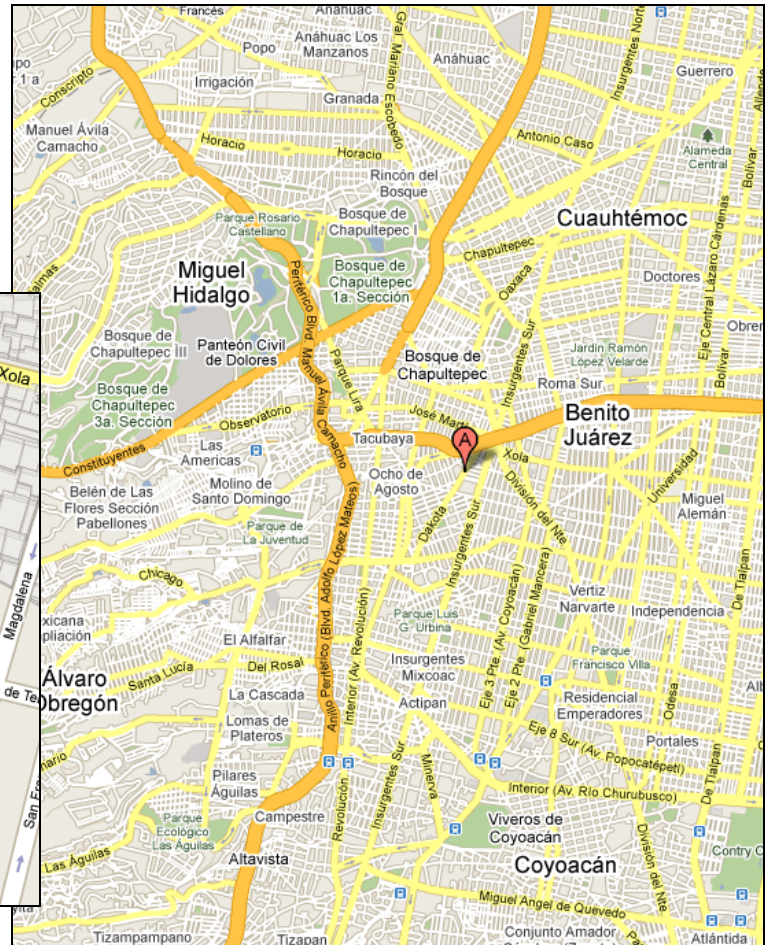 Francés
Anáhuac
Popo
Anáhuac Los
Manzanos
Anáhuac
Gral. Mariano Escobedo
Insurgentes Norte
Guerrero
Conscripto
Irrigación
Granada
Manuel Ávila
Camacho
Horacio
Horacio
Antonio Caso
Alameda
Central
Bolívar
Rincón del
Bosque
Parque Rosario
Castellano
Bosque de
Chapultepec I
Cuauhtémoc
Miguel
Hidalgo
Bosque de
Chapultepec
1a. Sección
Chapultepec
Oaxaca
Doctores
Eje Central Lázaro Cárdenas
Periférico Blvd. Manuel Ávila Camacho
Bosque de
Chapultepec III
Panteón Civil
de Dolores
Parque Lira
Bosque de
Chapultepec
Insurgentes Sur
Jardín Ramón
López Velarde
Bolívar
Roma Sur
Xola
Bosque de
Chapultepec
3a. Sección
Observatorio
José Martí
Benito
Juárez
Tacubaya
A
Xola
Constituyentes
Las
Americas
Ocho de
Agosto
Universidad
Belén de Las
Flores Sección
Pabellones
Molino de
Santo Domingo
División del Nte
Miguel
Alemán
Parque de
La Juventud
Dakota
Insurgentes Sur
De Tlalpan
Magdalena
Chicago
Anillo Periférico (Blvd. Adolfo López Mateos)
Interior (Av. Revolución)
Eje 3 Pte. (Av. Coyoacán)
Eje 2 Pte. (Gabriel Mancera)
Vertiz
Narvarte
Independencia
Parque Luis
G. Urbina
El Alfalfar
Parque
Francisco Villa
Álvaro
Obregón
Santa Lucía
Del Rosal
Insurgentes
Mixcoac
Odesa
La Cascada
Actipan
Residencial
Emperadores
Lomas de
Plateros
Eje 8 Sur (Av. Popocatépetl)
Portales
De Tlalpan
Pilares
Águilas
Revolución
Insurgentes Sur
Minerva
Interior (Av. Río Churubusco)
Parque
Ecológico
Las Águilas
Campestre
Viveros de
Coyoacán
División del Nte
Las Águilas
Altavista
Coyoacán
Miguel Angel de Quevedo
Tizampampano
Tizapan
Conjunto Amador
Atlántida